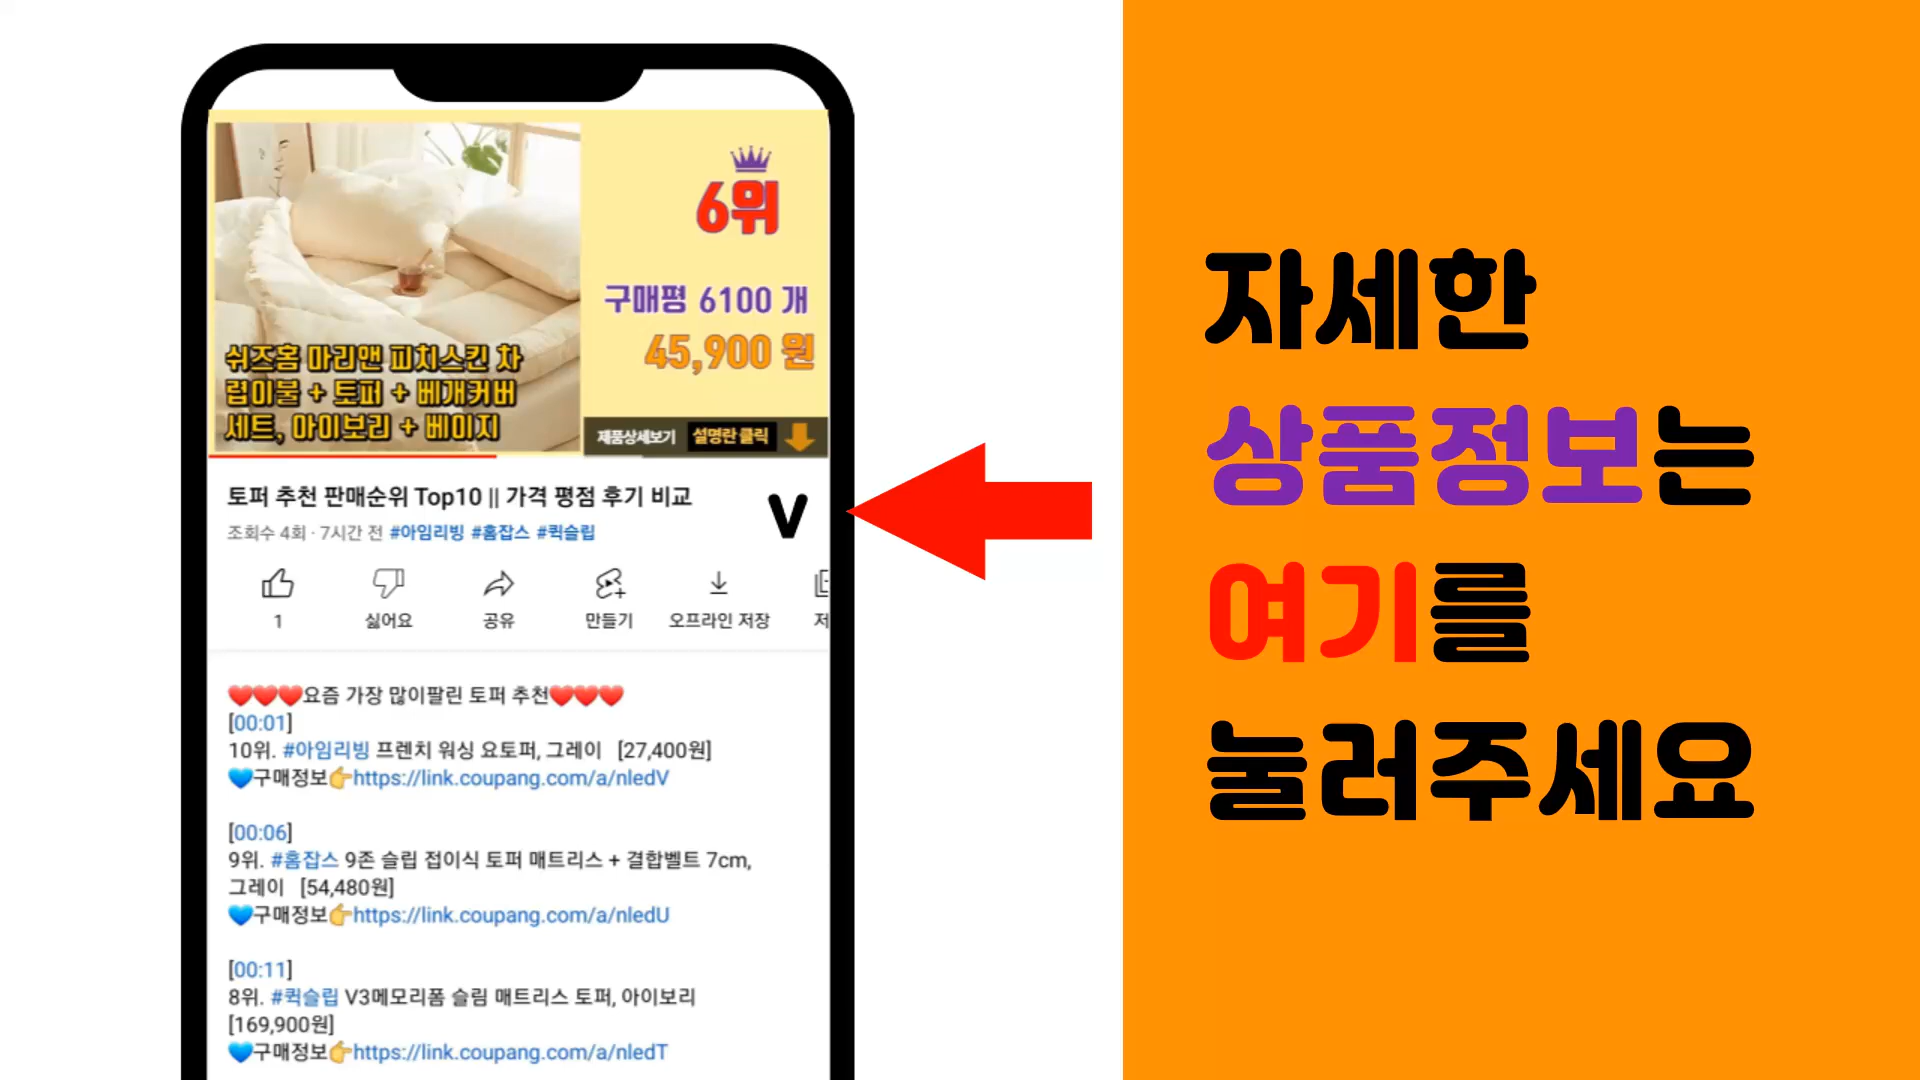 6위
구매평 6100 개
45,900 원
쉬즈홈 마리앤 피치스킨 차
렵이불 + 토퍼 + 베개커버
세트, 아이보리 + 베이지
제품상세보기 설명란 클릭
토퍼 추천 판매순위 Top10 || 가격 평점 후기 비교
V
조회수 4회 · 7시간 전 #아임리빙 #홈잡스 #퀵슬립
1 싫어요 공유 만들기 오프라인 저장 저
❤️❤️❤️요즘 가장 많이팔린 토퍼 추천❤️❤️❤️
[00:01]
10위. #아임리빙 프렌치 워싱 요토퍼, 그레이 [27,400원]
💙구매정보👉https://link.coupang.com/a/nledV
[00:06]
9위. #홈잡스 9존 슬립 접이식 토퍼 매트리스 + 결합벨트 7cm,
그레이 [54,480원]
💙구매정보👉https://link.coupang.com/a/nledU
[00:11]
8위. #퀵슬립 V3메모리폼 슬림 매트리스 토퍼, 아이보리
[169,900원]
💙구매정보👉https://link.coupang.com/a/nledT
자세한
상품정보는
여기를
눌러주세요